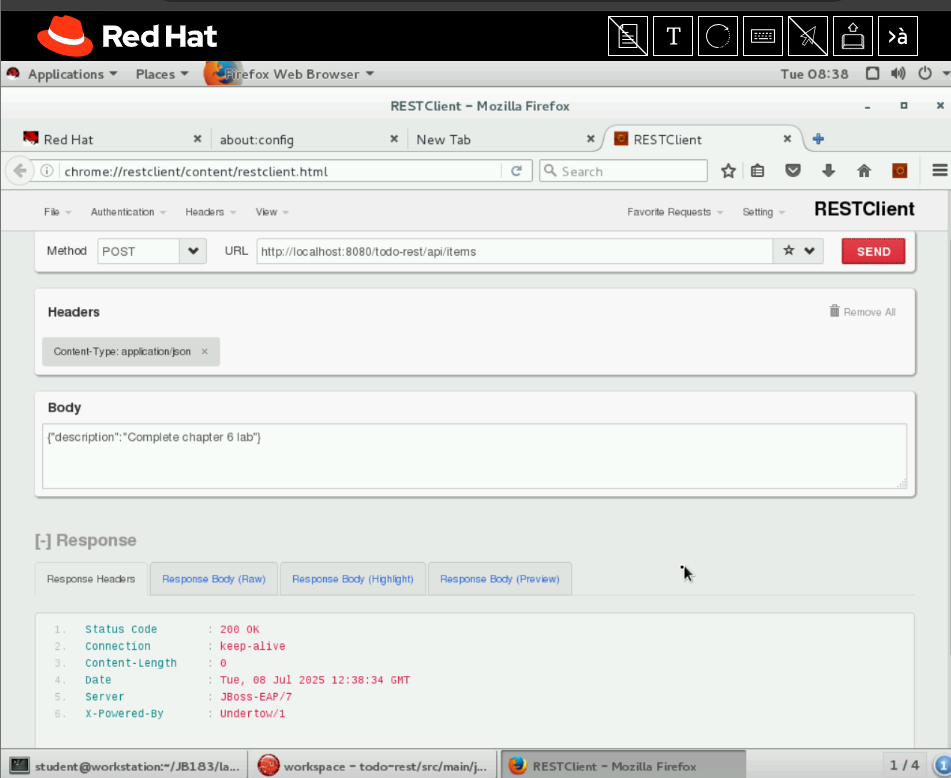 Red Hat
T
>à
Applications Places Firefox Web Browser Tue 08:38
RESTClient - Mozilla Firefox
Red Hat × about:config × New Tab × RESTClient ×
chrome://restclient/content/restclient.html Search
File Authentication Headers View Favorite Requests Setting RESTClient
Method POST URL http://localhost:8080/todo-rest/api/items SEND
Headers Remove All
Content-Type: application/json ×
Body
{"description":"Complete chapter 6 lab"}
[-] Response
Response Headers Response Body (Raw) Response Body (Highlight) Response Body (Preview)
1. Status Code : 200 OK
2. Connection : keep-alive
3. Content-Length : 0
4. Date : Tue, 08 Jul 2025 12:38:34 GMT
5. Server : JBoss-EAP/7
6. X-Powered-By : Undertow/1
student@workstation:~/JB183/la... workspace - todo-rest/src/main/j... RESTClient - Mozilla Firefox 1 / 4 1